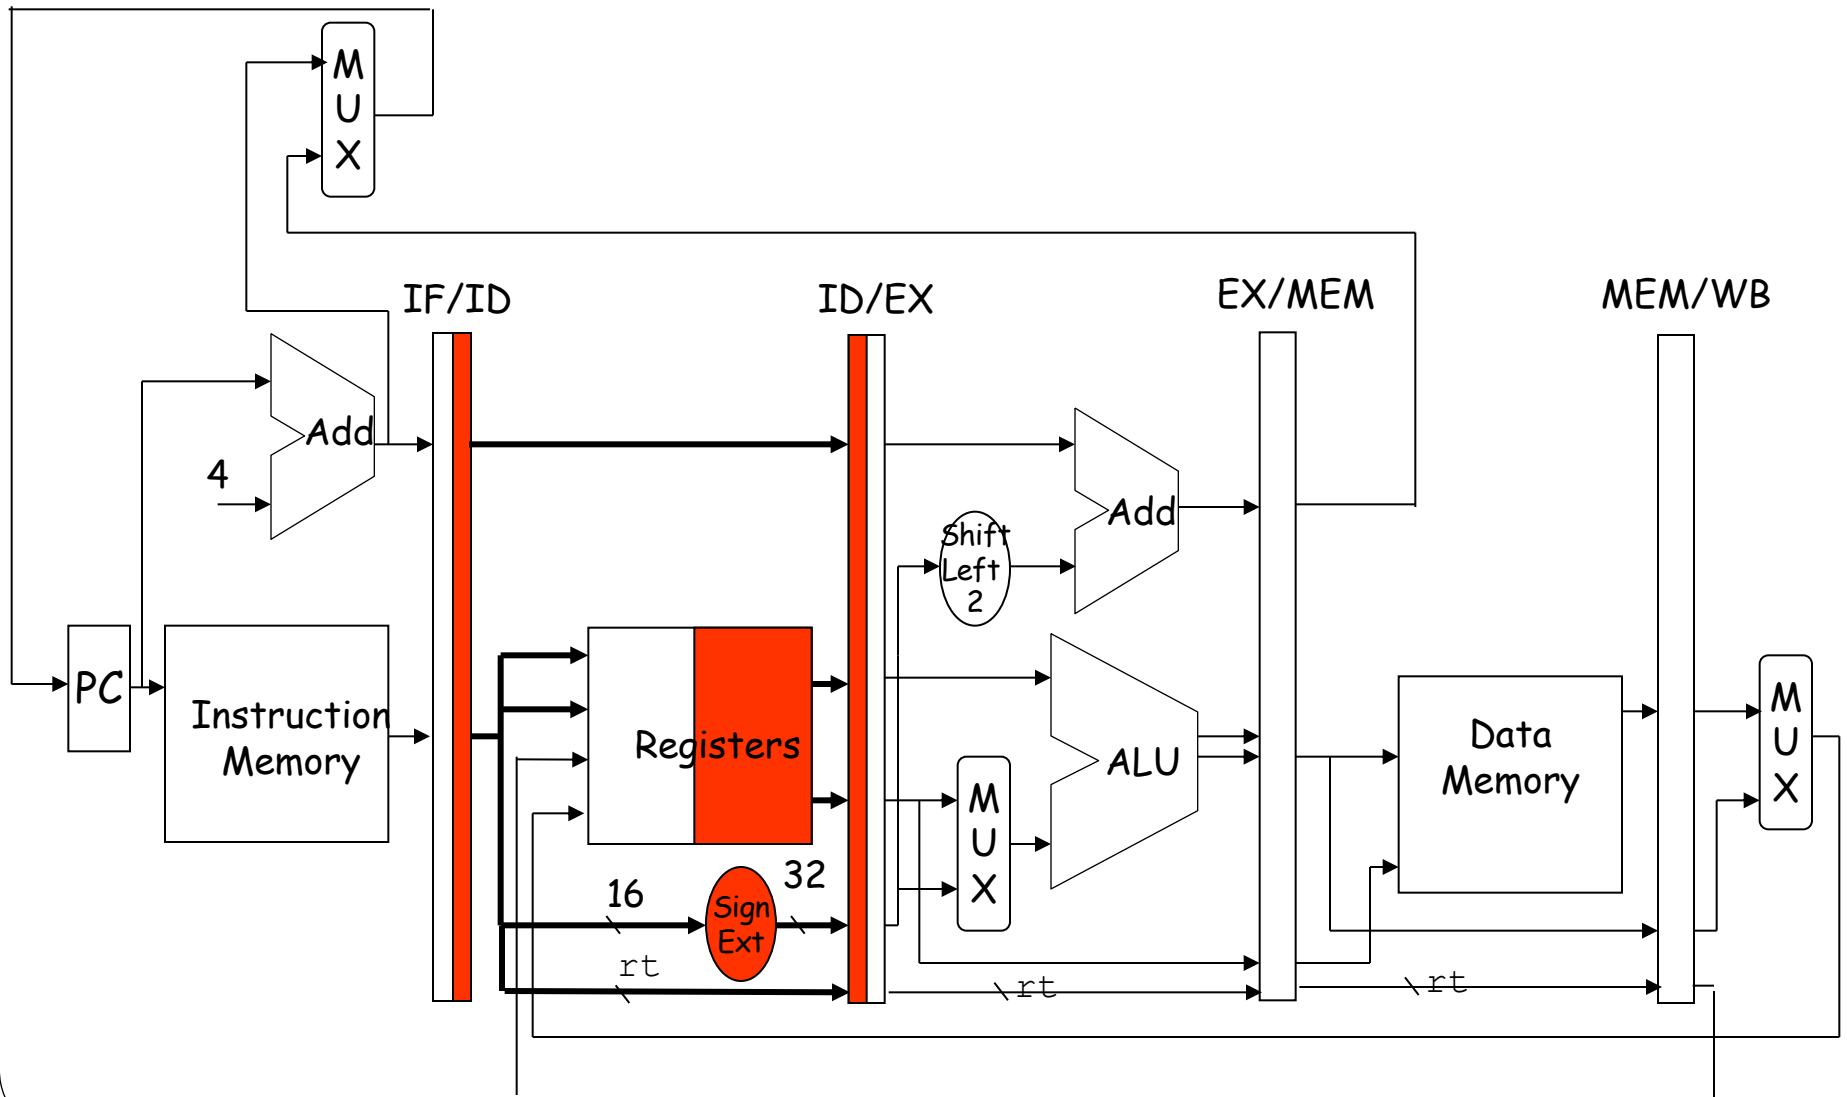 M
U
X
IF/ID
ID/EX
EX/MEM
MEM/WB
Add
4
Add
Shift
Left
2
PC
Instruction
Memory
Registers
ALU
M
U
X
Data
Memory
M
U
X
16
32
Sign
Ext
rt
rt
rt